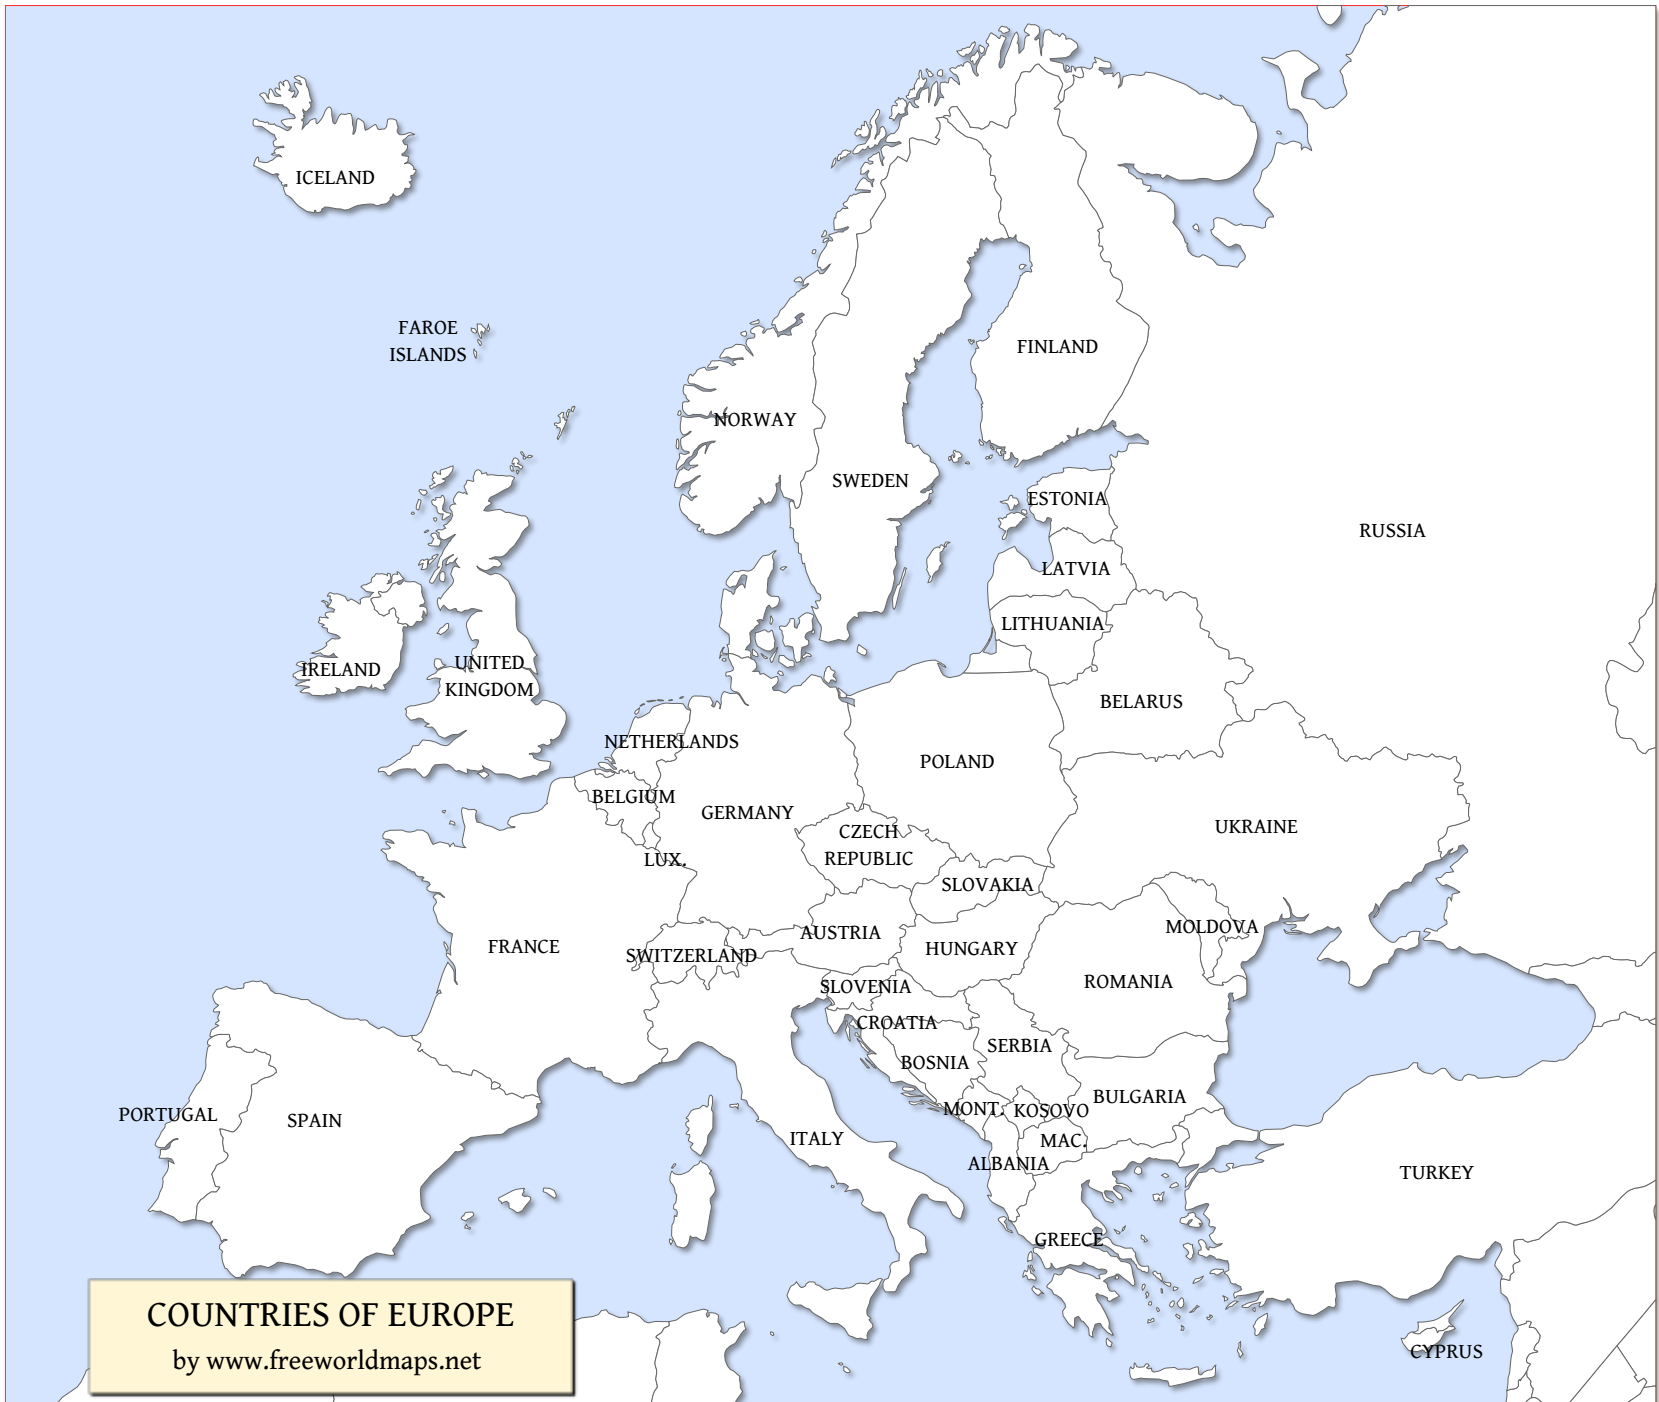 ICELAND
FAROE
ISLANDS
FINLAND
NORWAY
SWEDEN
ESTONIA
RUSSIA
LATVIA
LITHUANIA
IRELAND
UNITED
KINGDOM
BELARUS
NETHERLANDS
POLAND
BELGIUM
GERMANY
UKRAINE
CZECH
REPUBLIC
LUX.
SLOVAKIA
MOLDOVA
AUSTRIA
FRANCE
HUNGARY
SWITZERLAND
ROMANIA
SLOVENIA
CROATIA
SERBIA
BOSNIA
BULGARIA
MONT.
KOSOVO
PORTUGAL
SPAIN
ITALY
MAC.
ALBANIA
TURKEY
GREECE
CYPRUS
COUNTRIES OF EUROPE
by www.freeworldmaps.net